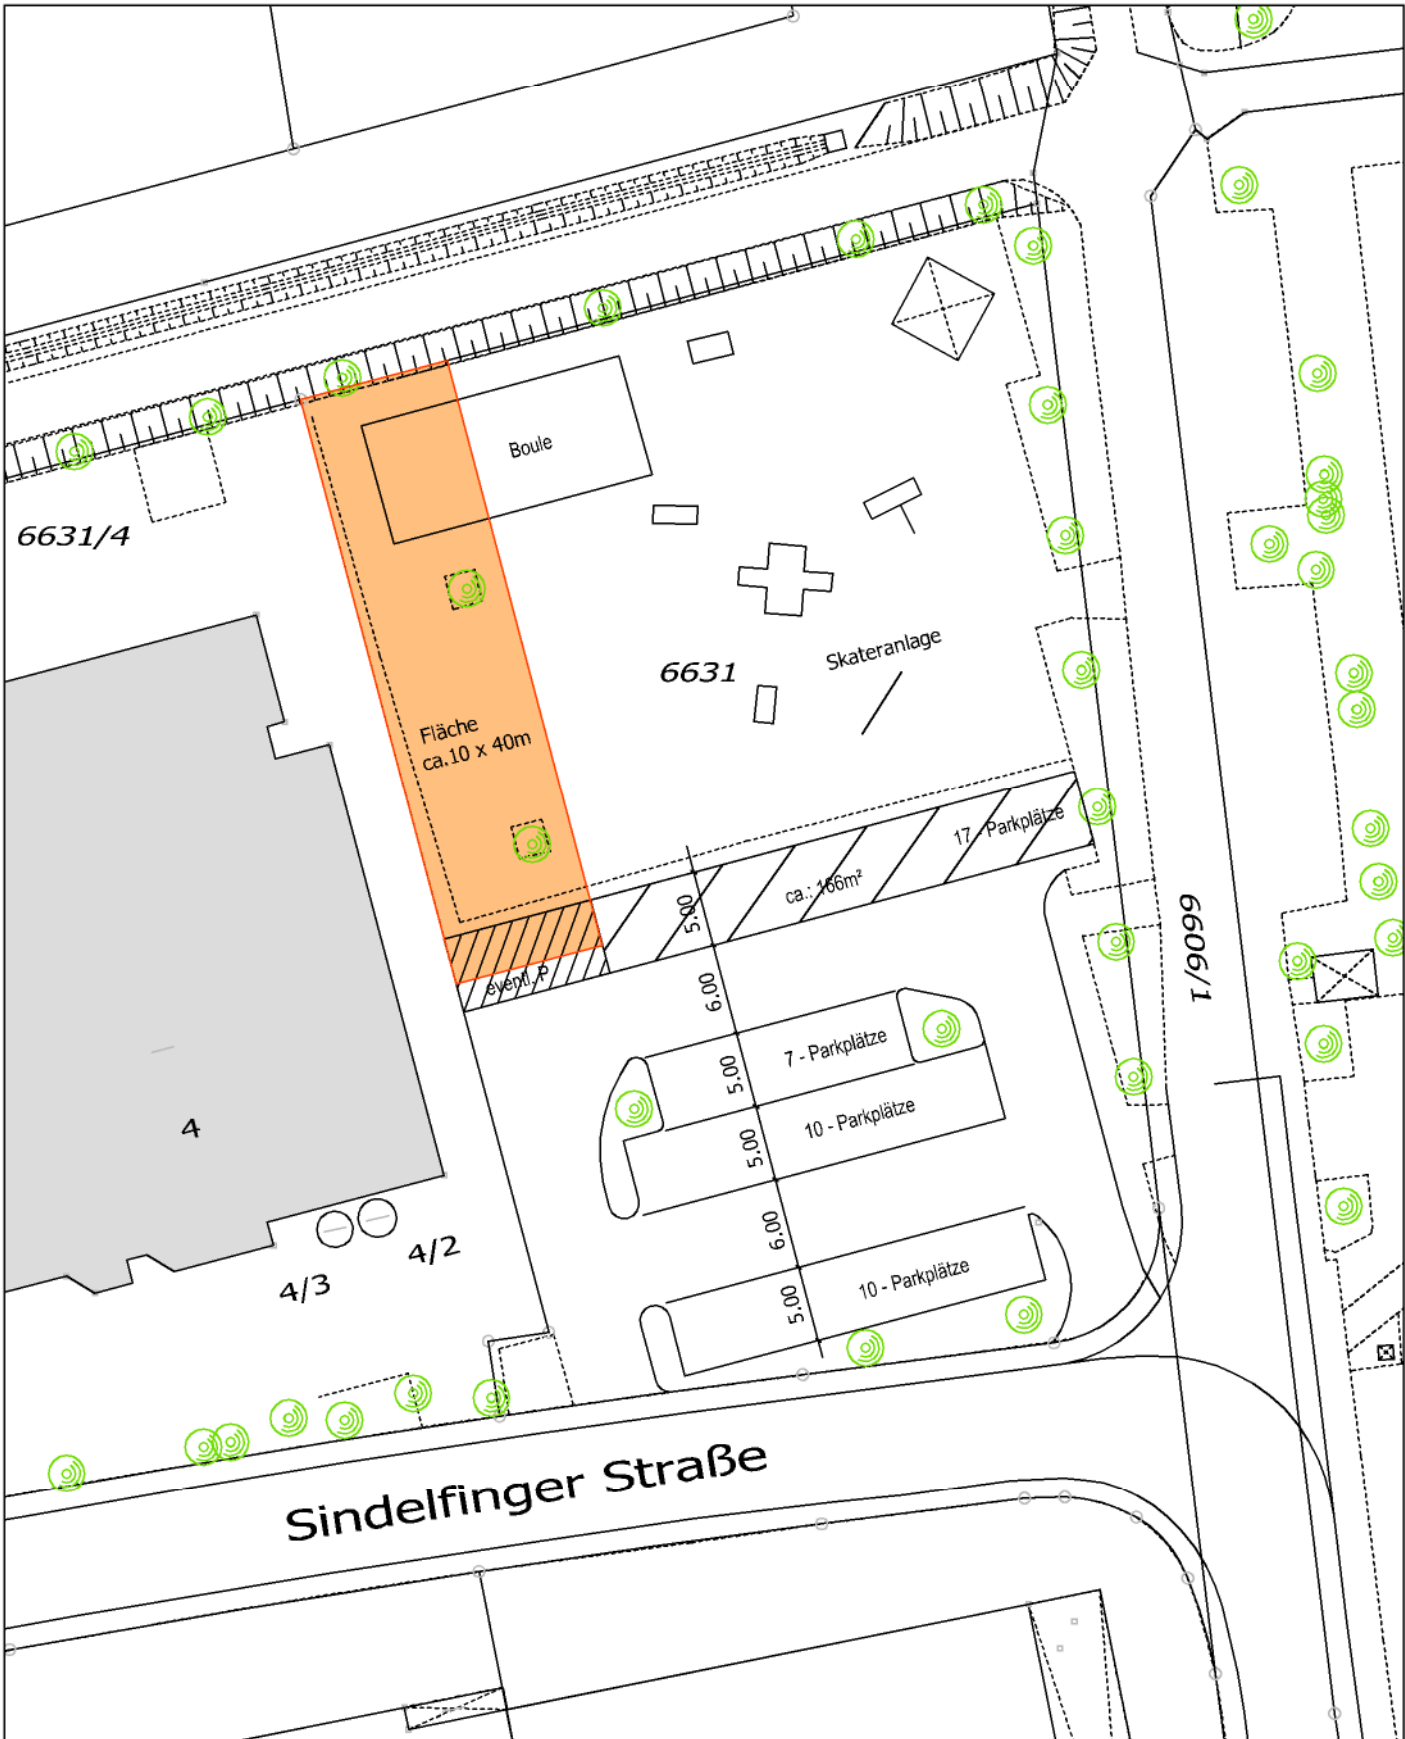 Boule
6631/4
6631
Skateranlage
Fläche
ca.10 x 40m
17 - Parkplätze
ca.: 166m²
5.00
eventl. P
6606/1
6.00
7 - Parkplätze
5.00
10 - Parkplätze
5.00
4
6.00
4/2
4/3
10 - Parkplätze
5.00
Sindelfinger Straße